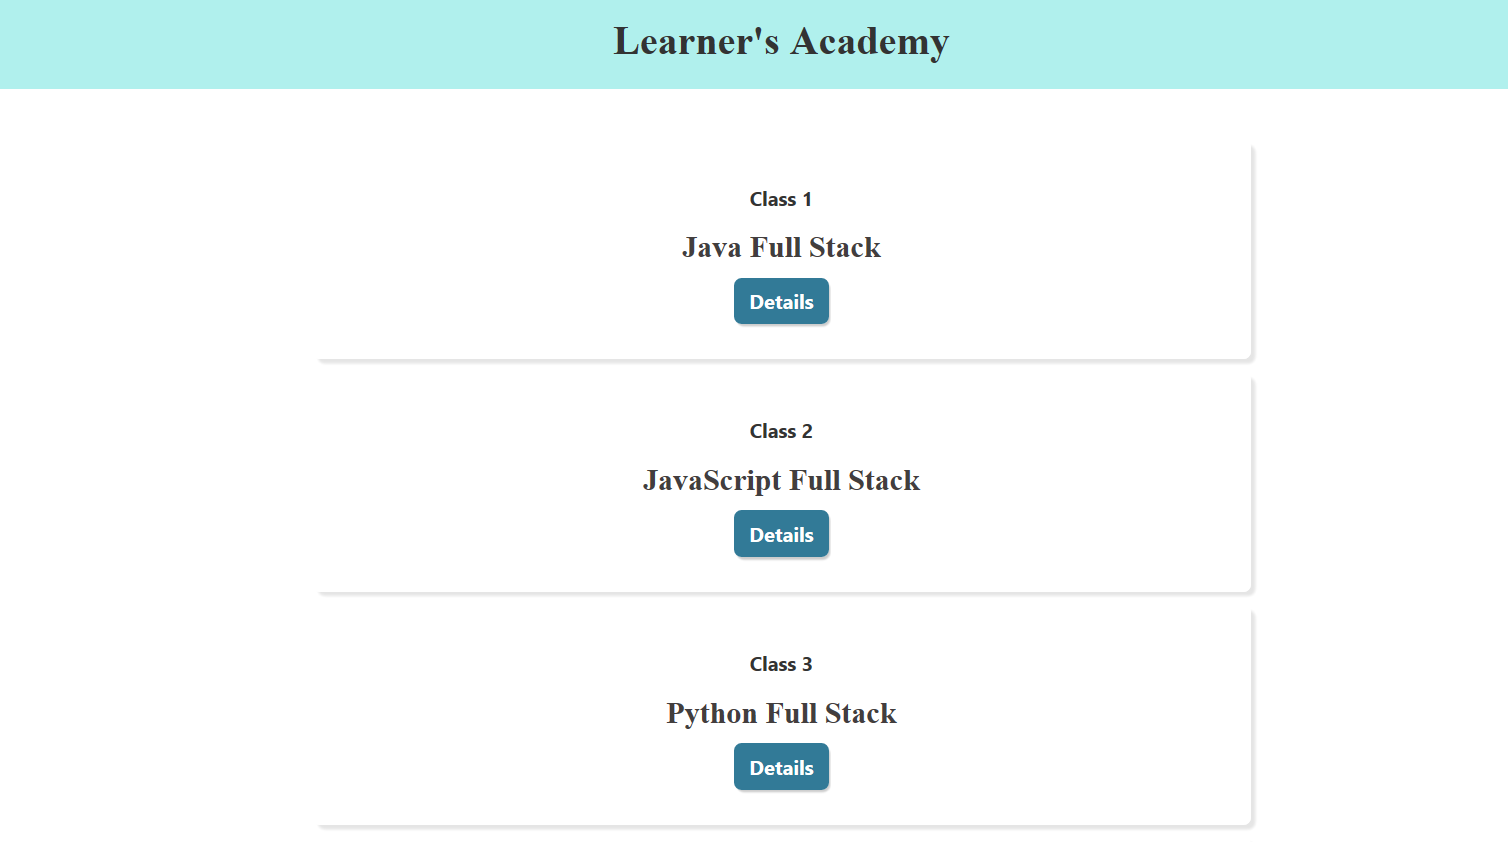 Learner's Academy
Class 1
Java Full Stack
Details
Class 2
JavaScript Full Stack
Details
Class 3
Python Full Stack
Details